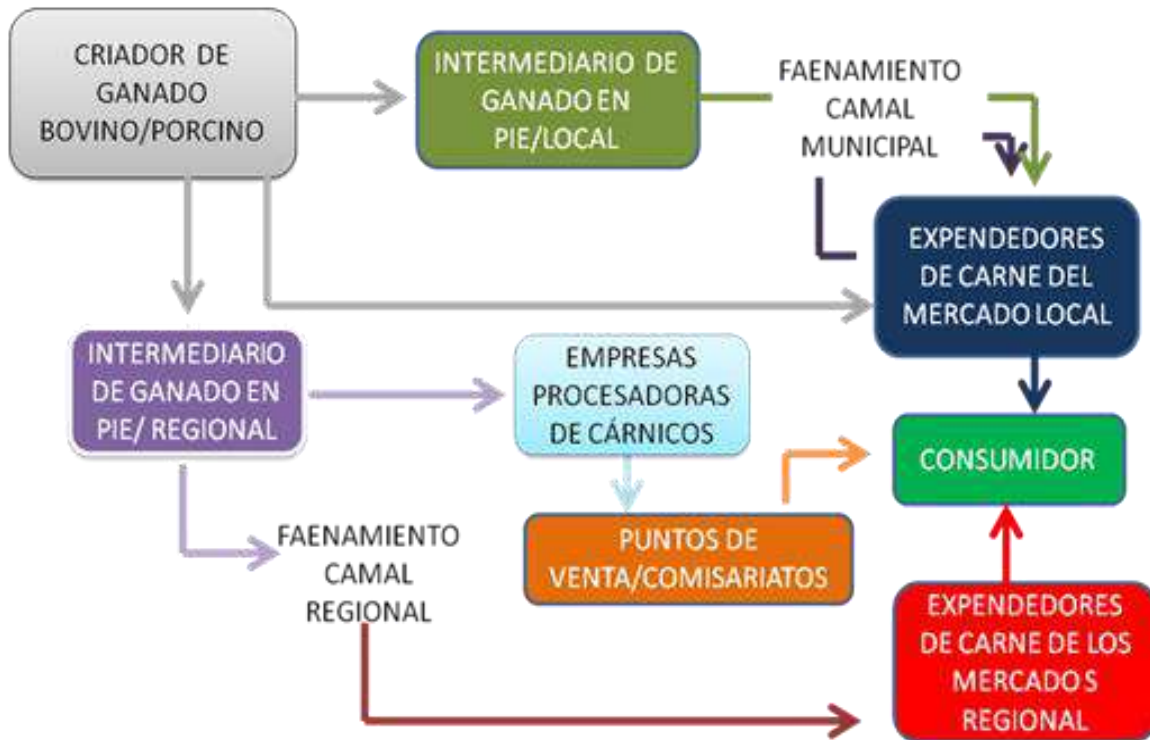 CRIADOR DE
GANADO
BOVINO/PORCINO
INTERMEDIARIO DE
GANADO EN
PIE/LOCAL
FAENAMIENTO
CAMAL
MUNICIPAL
EXPENDEDORES
DE CARNE DEL
MERCADO LOCAL
INTERMEDIARIO
DE GANADO EN
PIE/ REGIONAL
EMPRESAS
PROCESADORAS
DE CÁRNICOS
CONSUMIDOR
FAENAMIENTO
CAMAL
REGIONAL
PUNTOS DE
VENTA/COMISARIATOS
EXPENDEDORES
DE CARNE DE LOS
MERCADO S
REGIONAL